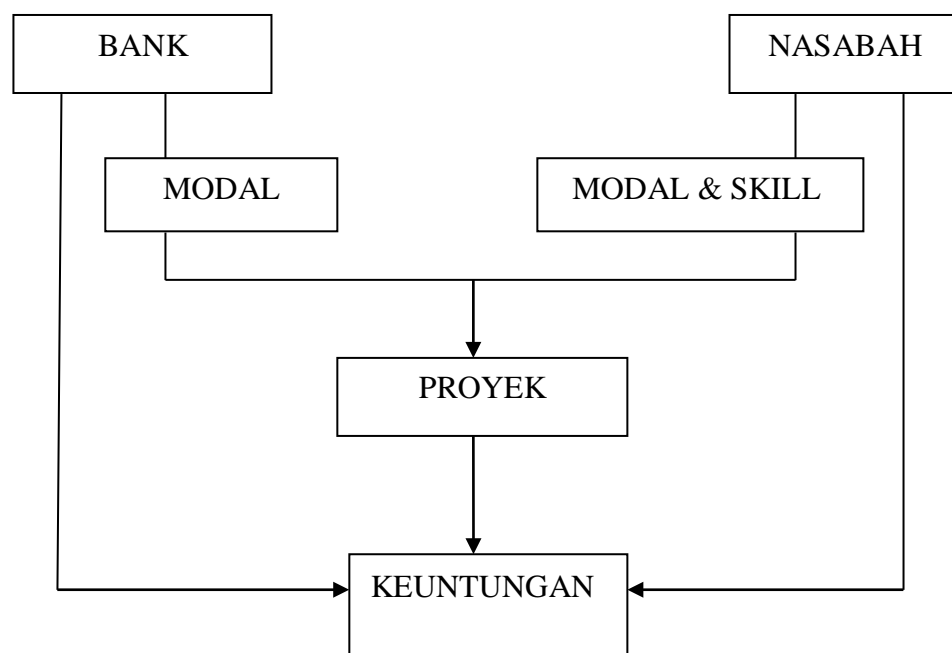 BANK
NASABAH
MODAL
MODAL & SKILL
PROYEK
KEUNTUNGAN